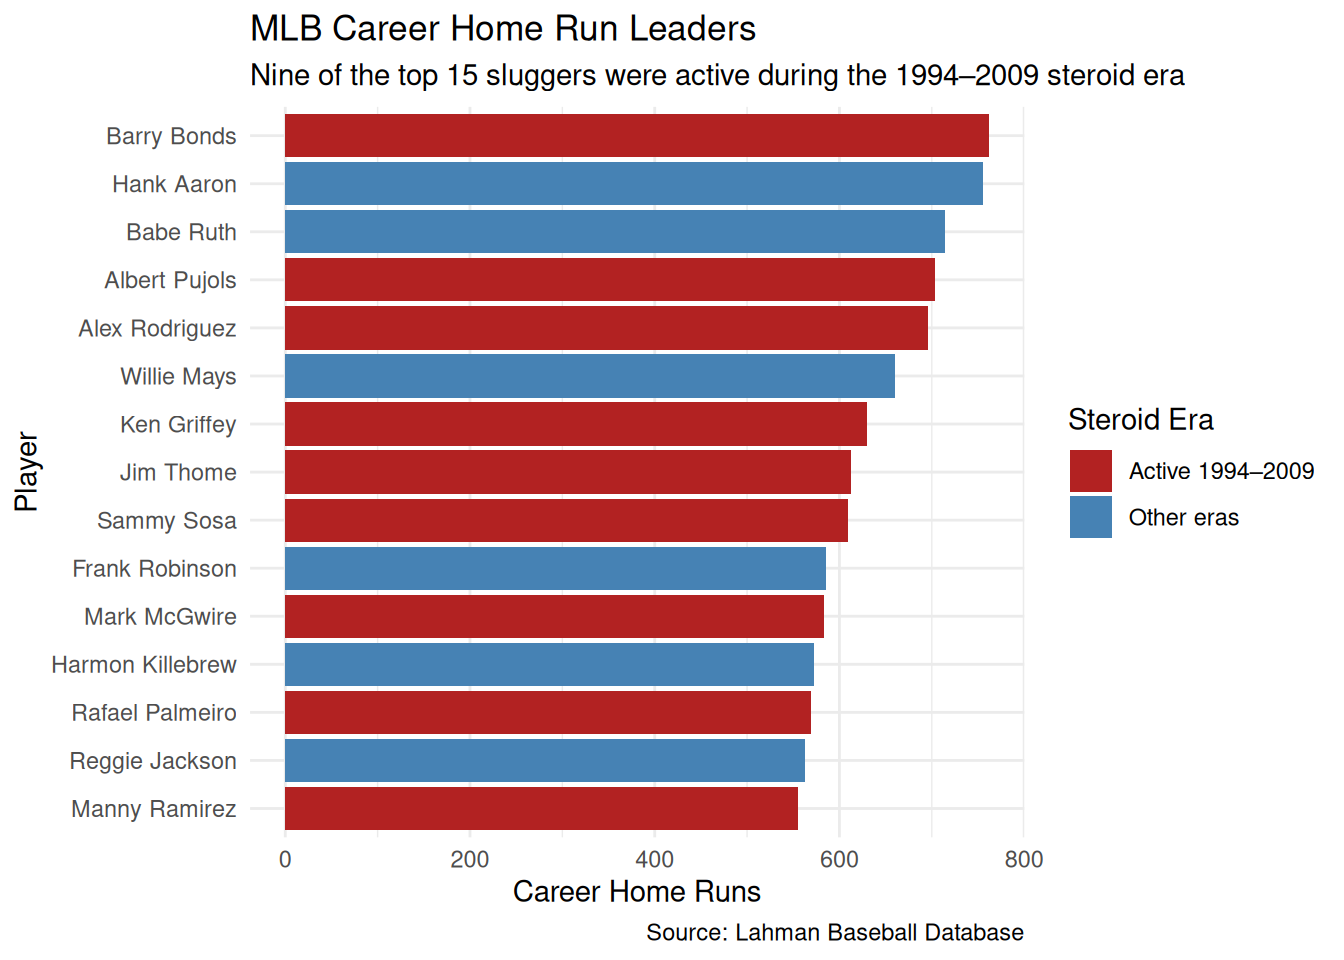 MLB Career Home Run Leaders
Nine of the top 15 sluggers were active during the 1994–2009 steroid era
Player
Barry Bonds
Hank Aaron
Babe Ruth
Albert Pujols
Alex Rodriguez
Willie Mays
Ken Griffey
Jim Thome
Sammy Sosa
Frank Robinson
Mark McGwire
Harmon Killebrew
Rafael Palmeiro
Reggie Jackson
Manny Ramirez
0 200 400 600 800
Career Home Runs
Steroid Era
Active 1994–2009
Other eras
Source: Lahman Baseball Database